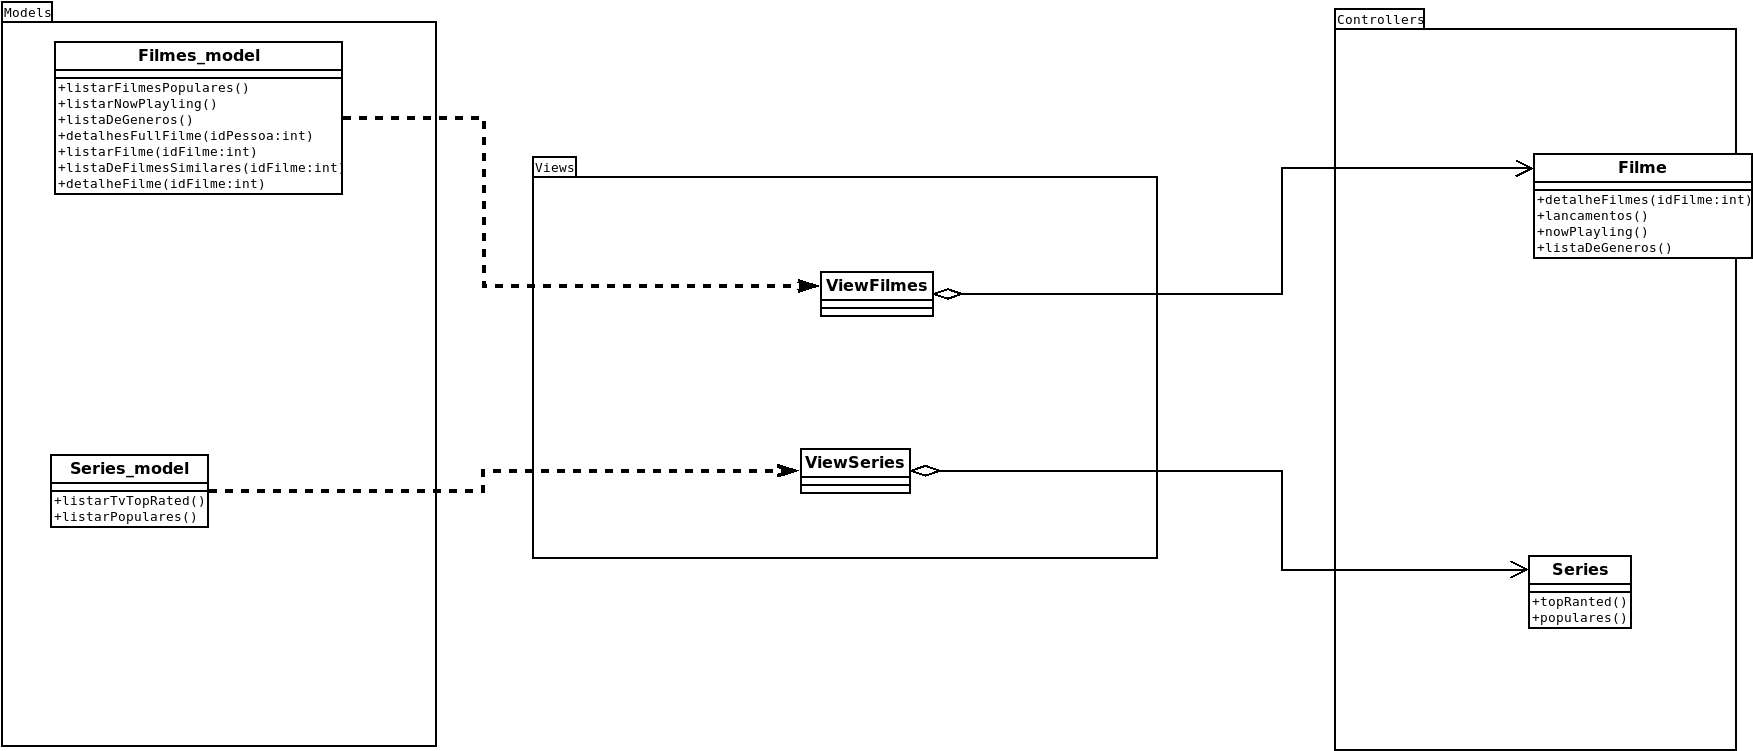 Models
Filmes_model
+listarFilmesPopulares()
+listarNowPlayling()
+listaDeGeneros()
+detalhesFullFilme(idPessoa:int)
+listarFilme(idFilme:int)
+listaDeFilmesSimilares(idFilme:int)
+detalheFilme(idFilme:int)
Series_model
+listarTvTopRated()
+listarPopulares()
Views
ViewFilmes
ViewSeries
Controllers
Filme
+detalheFilmes(idFilme:int)
+lancamentos()
+nowPlayling()
+listaDeGeneros()
Series
+topRanted()
+populares()